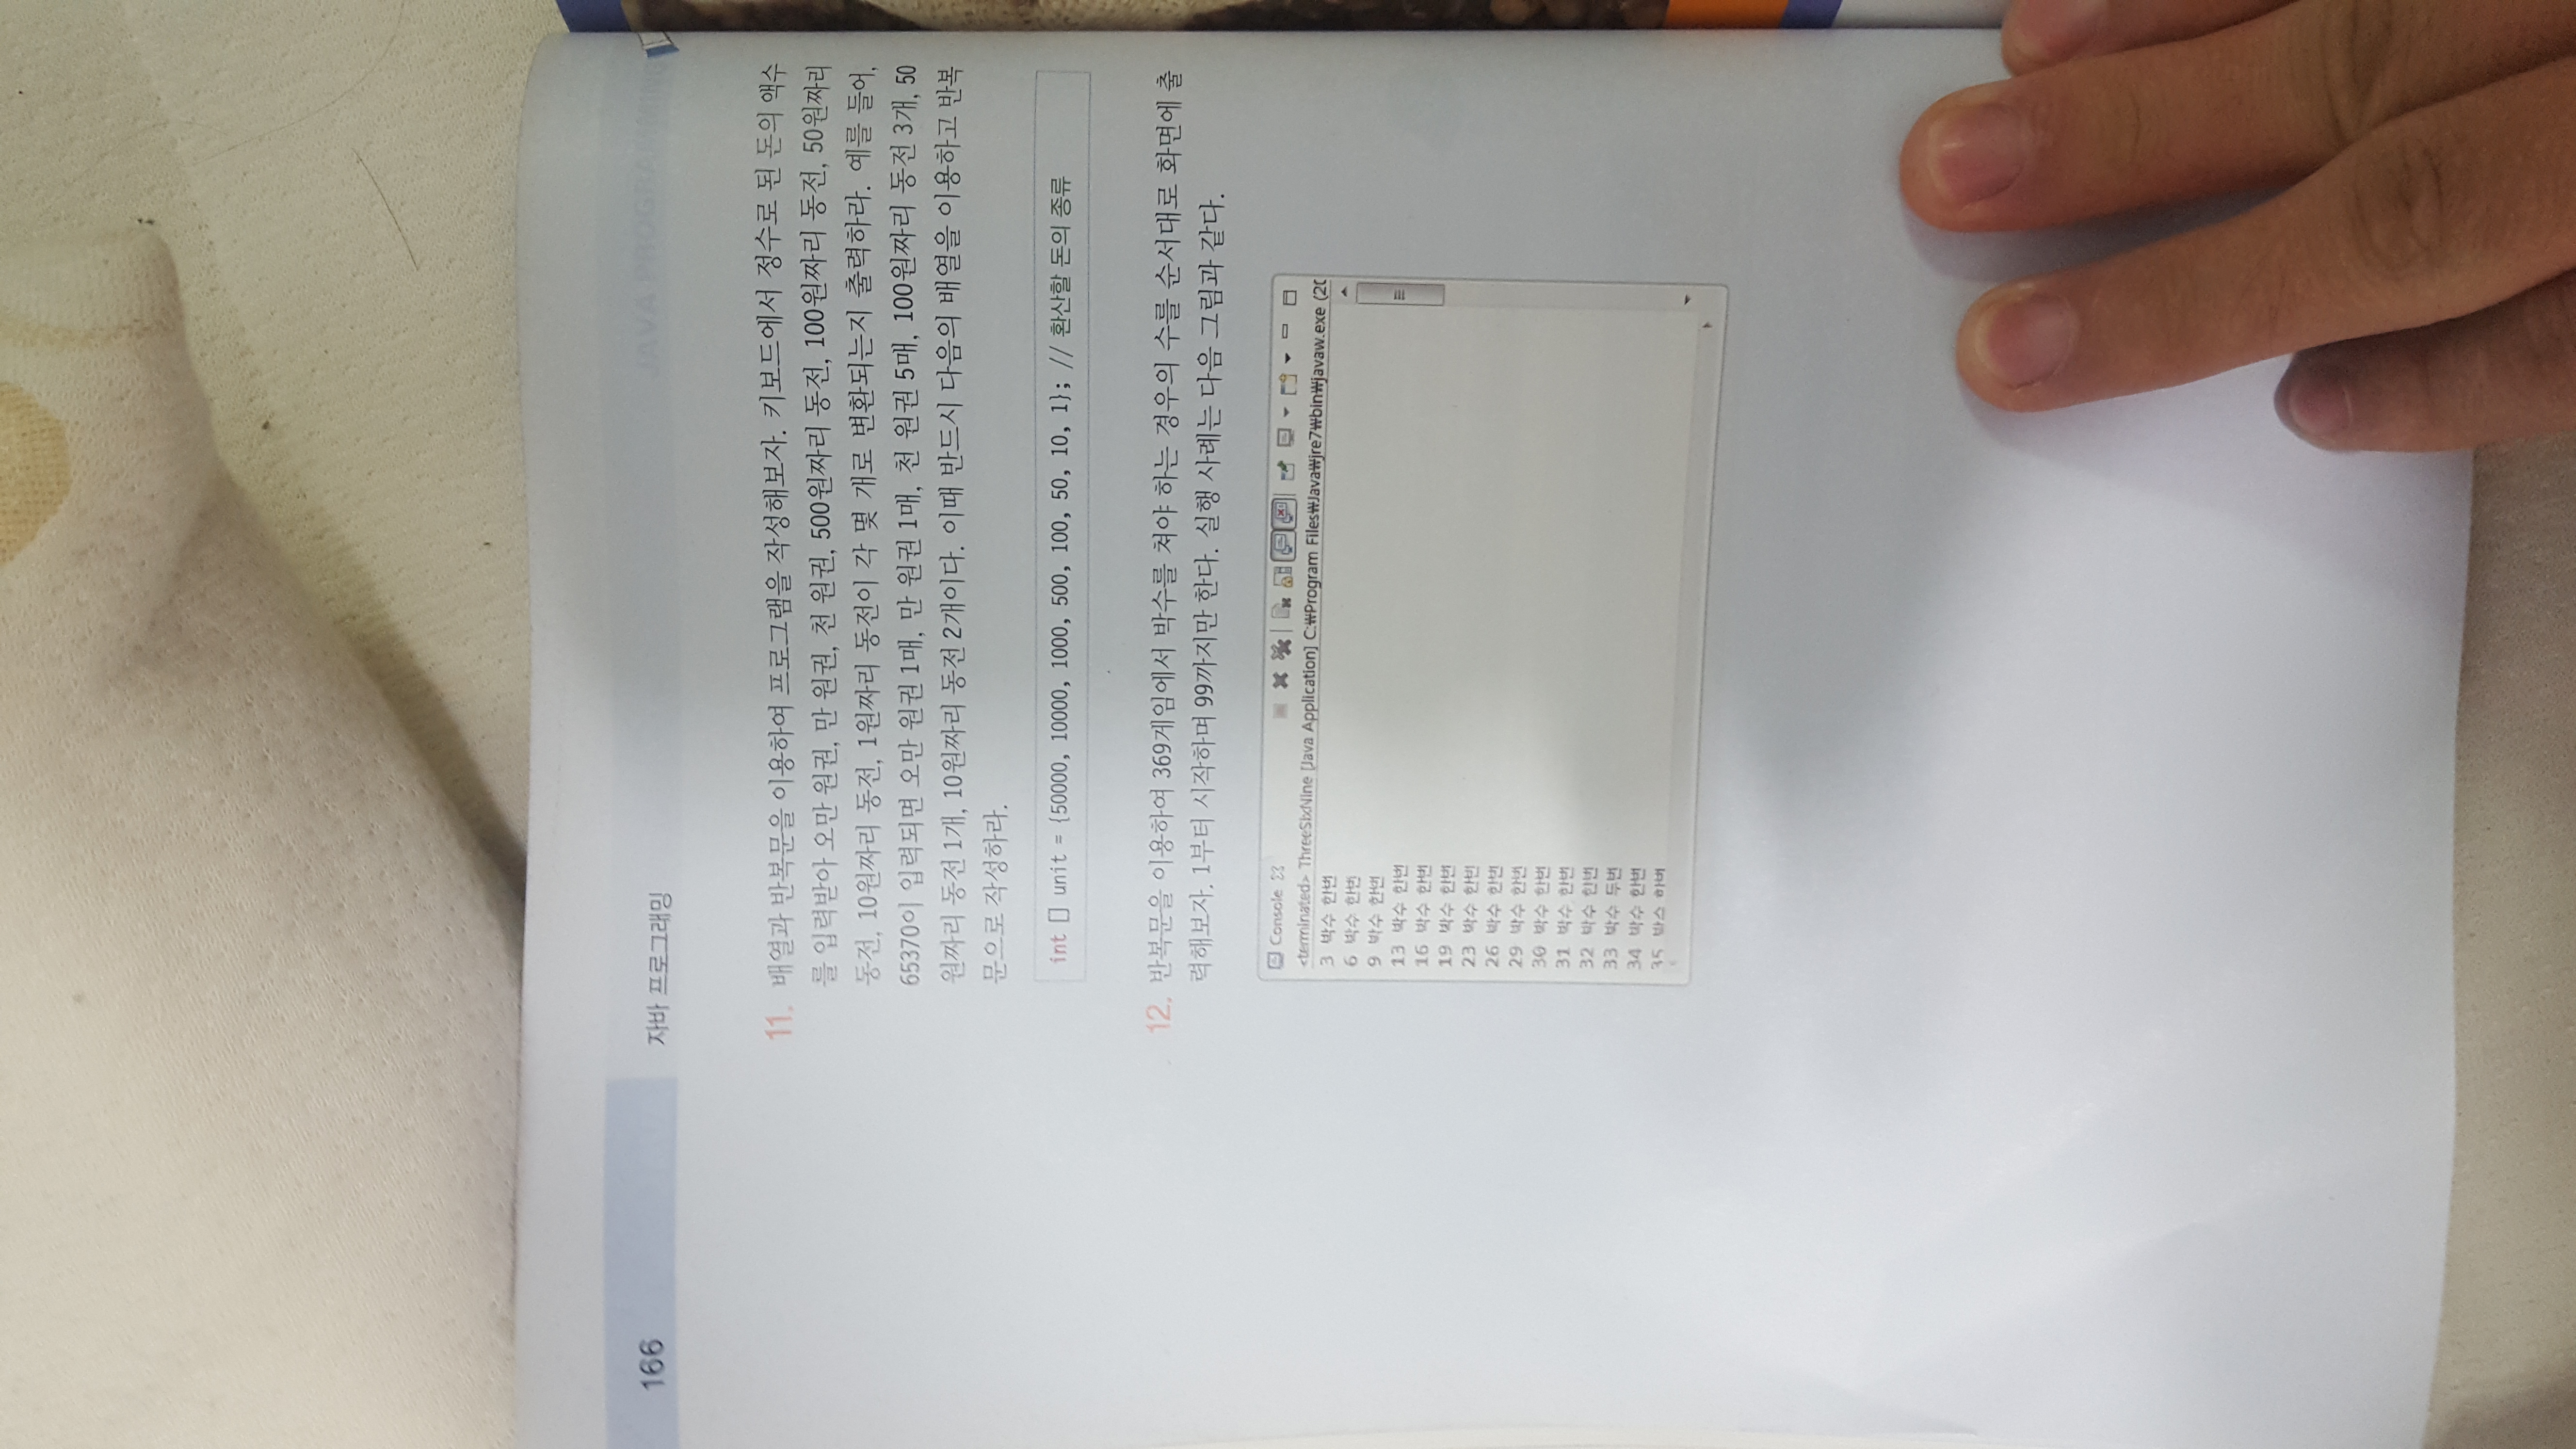 166
자바 프로그래밍
11. 배열과 반복문을 이용하여 프로그램을 작성해보자. 키보드에서 정수로 된 돈의 액수
를 입력받아 오만 원권, 만 원권, 천 원권, 500원짜리 동전, 100원짜리 동전, 50원짜리
동전, 10원짜리 동전, 1원짜리 동전이 각 몇 개로 변환되는지 출력하라. 예를 들어,
65370이 입력되면 오만 원권 1매, 만 원권 1매, 천 원권 5매, 100원짜리 동전 3개, 50
원짜리 동전 1개, 10원짜리 동전 2개이다. 이때 반드시 다음의 배열을 이용하고 반복
문으로 작성하라.
int [] unit = {50000, 10000, 1000, 500, 100, 50, 10, 1}; // 환산할 돈의 종류
12. 반복문을 이용하여 369게임에서 박수를 쳐야 하는 경우의 수를 순서대로 화면에 출
력해보자. 1부터 시작하며 99까지만 한다. 실행 사례는 다음 그림과 같다.
Console
<terminated> ThreeSixNine [Java Application] C:₩Program Files₩Java₩jre7₩bin₩javaw.exe (20
3 박수 한번
6 박수 한번
9 박수 한번
13 박수 한번
16 박수 한번
19 박수 한번
23 박수 한번
26 박수 한번
29 박수 한번
30 박수 한번
31 박수 한번
32 박수 한번
33 박수 두번
34 박수 한번
35 박수 한번